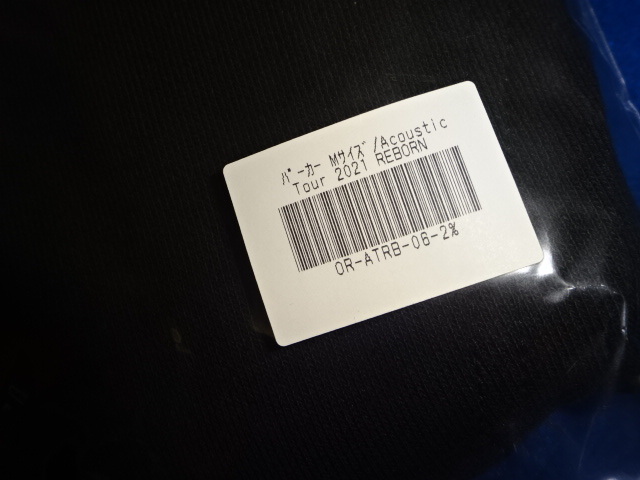 ﾊﾟｰｶｰ Mｻｲｽﾞ/Acoustic
Tour 2021 REBORN
OR-ATRB-06-2%